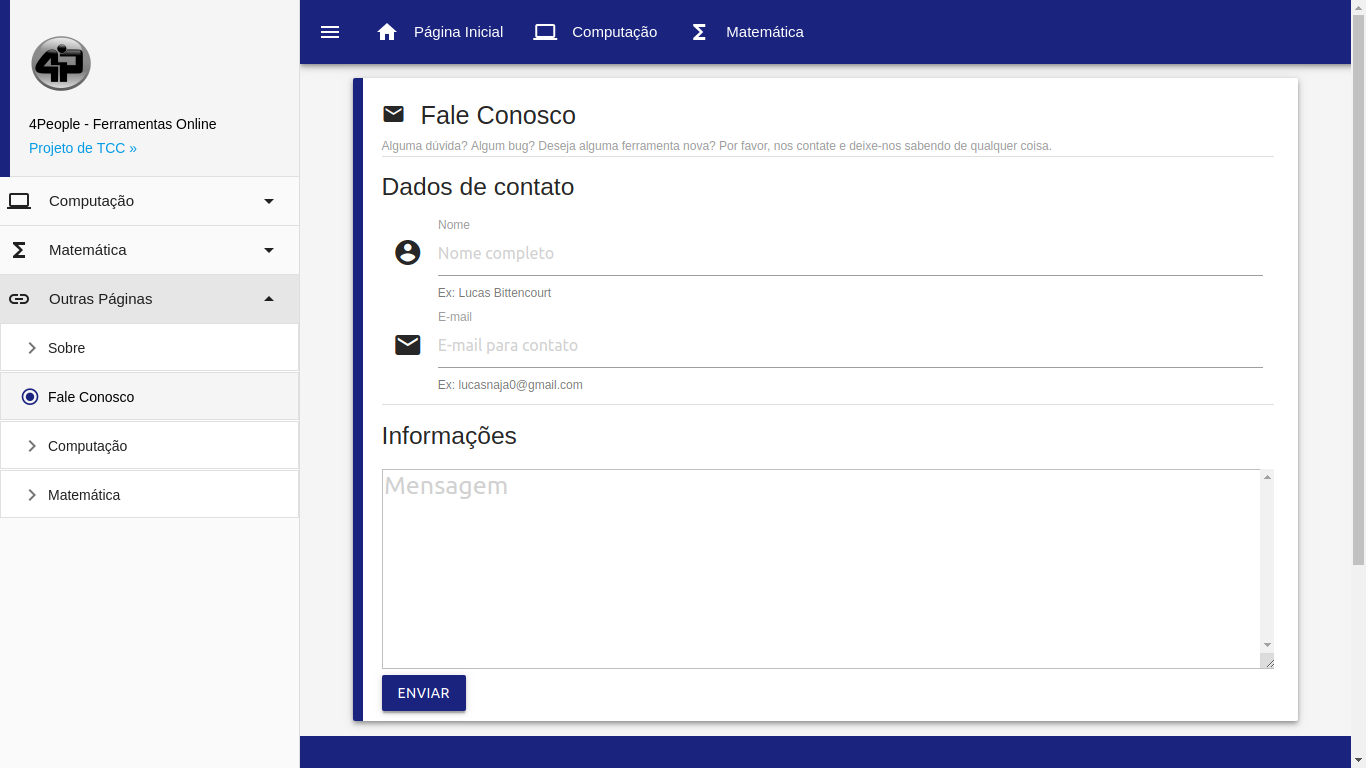 4P
4People - Ferramentas Online
Projeto de TCC »
Computação
Matemática
Outras Páginas
Sobre
Fale Conosco
Computação
Matemática
Página Inicial
Computação
Matemática
Fale Conosco
Alguma dúvida? Algum bug? Deseja alguma ferramenta nova? Por favor, nos contate e deixe-nos sabendo de qualquer coisa.
Dados de contato
Nome
Nome completo
Ex: Lucas Bittencourt
E-mail
E-mail para contato
Ex: lucasnaja0@gmail.com
Informações
Mensagem
ENVIAR